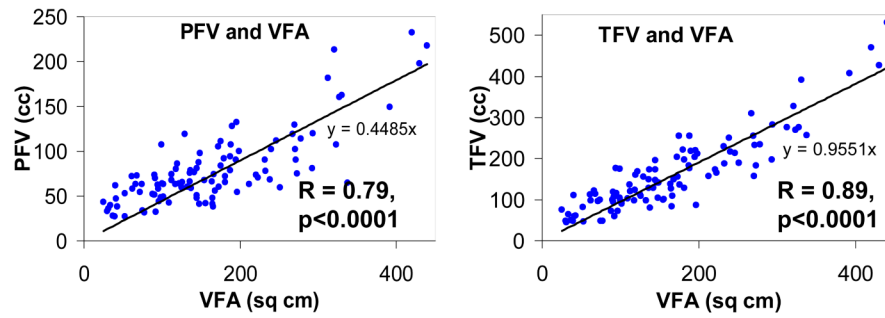 PFV and VFA
250
200
150
100
50
0
PFV (cc)
y = 0.4485x
R = 0.79,
p<0.0001
0 200 400
VFA (sq cm)
TFV and VFA
500
400
300
200
100
0
TFV (cc)
y = 0.9551x
R = 0.89,
p<0.0001
0 200 400
VFA (sq cm)